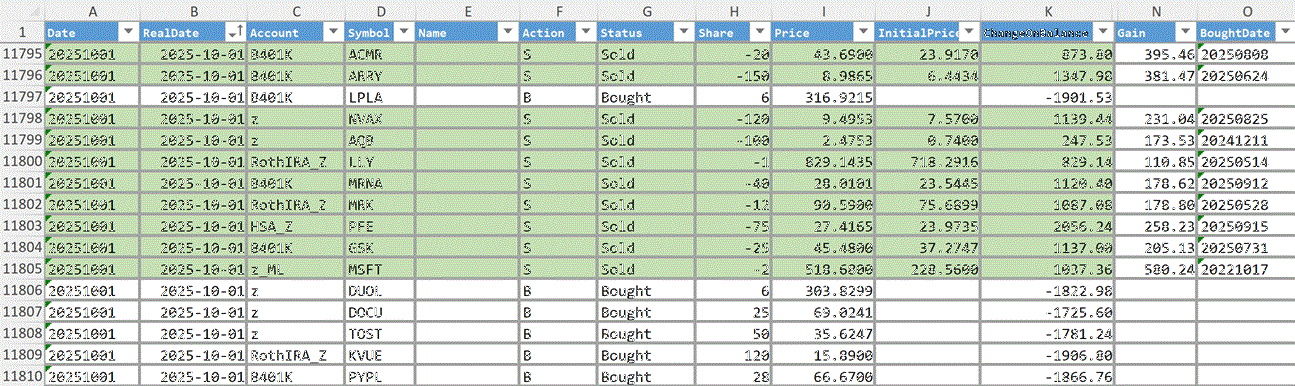 A B C D E F G H I J K N O
1 Date RealDate Account Symbol Name Action Status Share Price InitialPrice ChangeOnBalance Gain BoughtDate
11795 20251001 2025-10-01 8401K ACMR S Sold -20 43.6900 23.9170 873.80 395.46 20250808
11796 20251001 2025-10-01 8401K ARRY S Sold -150 8.9865 6.4434 1347.98 381.47 20250624
11797 20251001 2025-10-01 8401K LPLA B Bought 6 316.9215 -1901.53
11798 20251001 2025-10-01 z NVAX S Sold -120 9.4953 7.5700 1139.44 231.04 20250825
11799 20251001 2025-10-01 z AQB S Sold -100 2.4753 0.7400 247.53 173.53 20241211
11800 20251001 2025-10-01 RothIRA_Z LLY S Sold -1 829.1435 718.2916 829.14 110.85 20250514
11801 20251001 2025-10-01 8401K MRNA S Sold -40 28.0101 23.5445 1120.40 178.62 20250912
11802 20251001 2025-10-01 RothIRA_Z MRK S Sold -12 90.5900 75.6899 1087.08 178.80 20250528
11803 20251001 2025-10-01 HSA_Z PFE S Sold -75 27.4165 23.9735 2056.24 258.23 20250915
11804 20251001 2025-10-01 8401K GSK S Sold -25 45.4800 37.2747 1137.00 205.13 20250731
11805 20251001 2025-10-01 z_ML MSFT S Sold -2 518.6800 228.5600 1037.36 580.24 20221017
11806 20251001 2025-10-01 z DUOL B Bought 6 303.8299 -1822.98
11807 20251001 2025-10-01 z DOCU B Bought 25 69.0241 -1725.60
11808 20251001 2025-10-01 z TOST B Bought 50 35.6247 -1781.24
11809 20251001 2025-10-01 RothIRA_Z KVUE B Bought 120 15.8900 -1906.80
11810 20251001 2025-10-01 8401K PYPL B Bought 28 66.6700 -1866.76